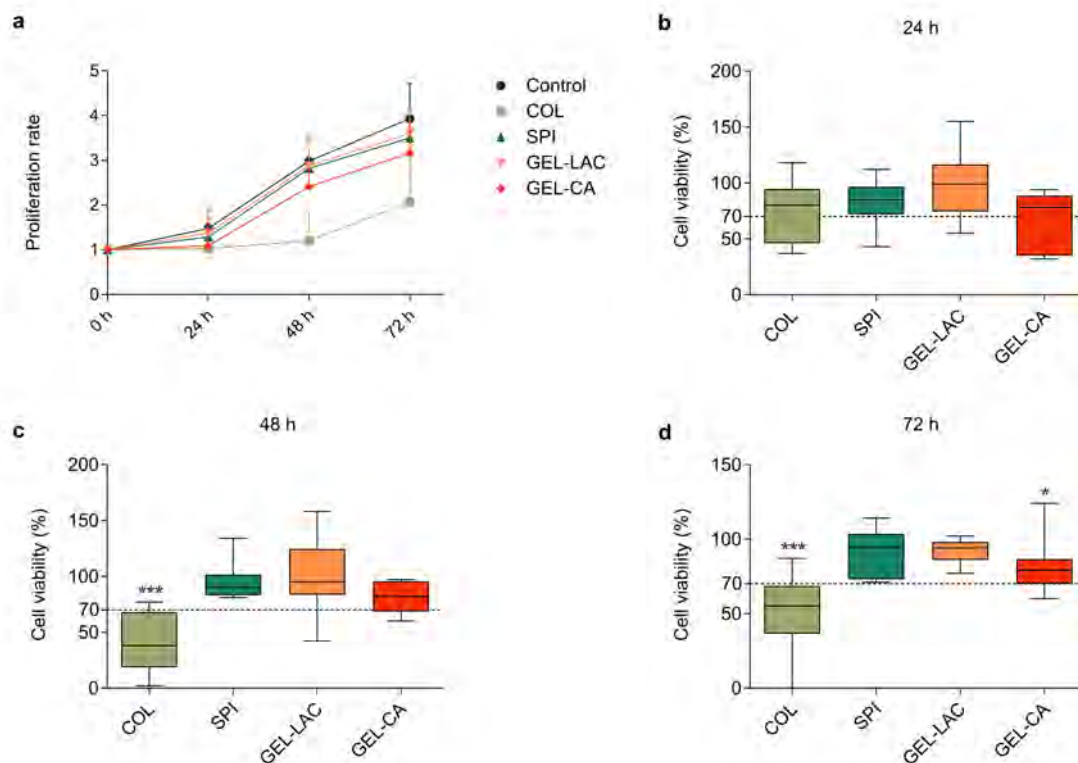 a
Proliferation rate
5
4
3
2
1
0
0 h
24 h
48 h
72 h
Control
COL
SPI
GEL-LAC
GEL-CA
b
24 h
Cell viability (%)
200
150
100
70
50
0
COL
SPI
GEL-LAC
GEL-CA
c
48 h
Cell viability (%)
200
150
100
70
50
0
***
COL
SPI
GEL-LAC
GEL-CA
d
72 h
Cell viability (%)
150
100
70
50
0
***
*
COL
SPI
GEL-LAC
GEL-CA